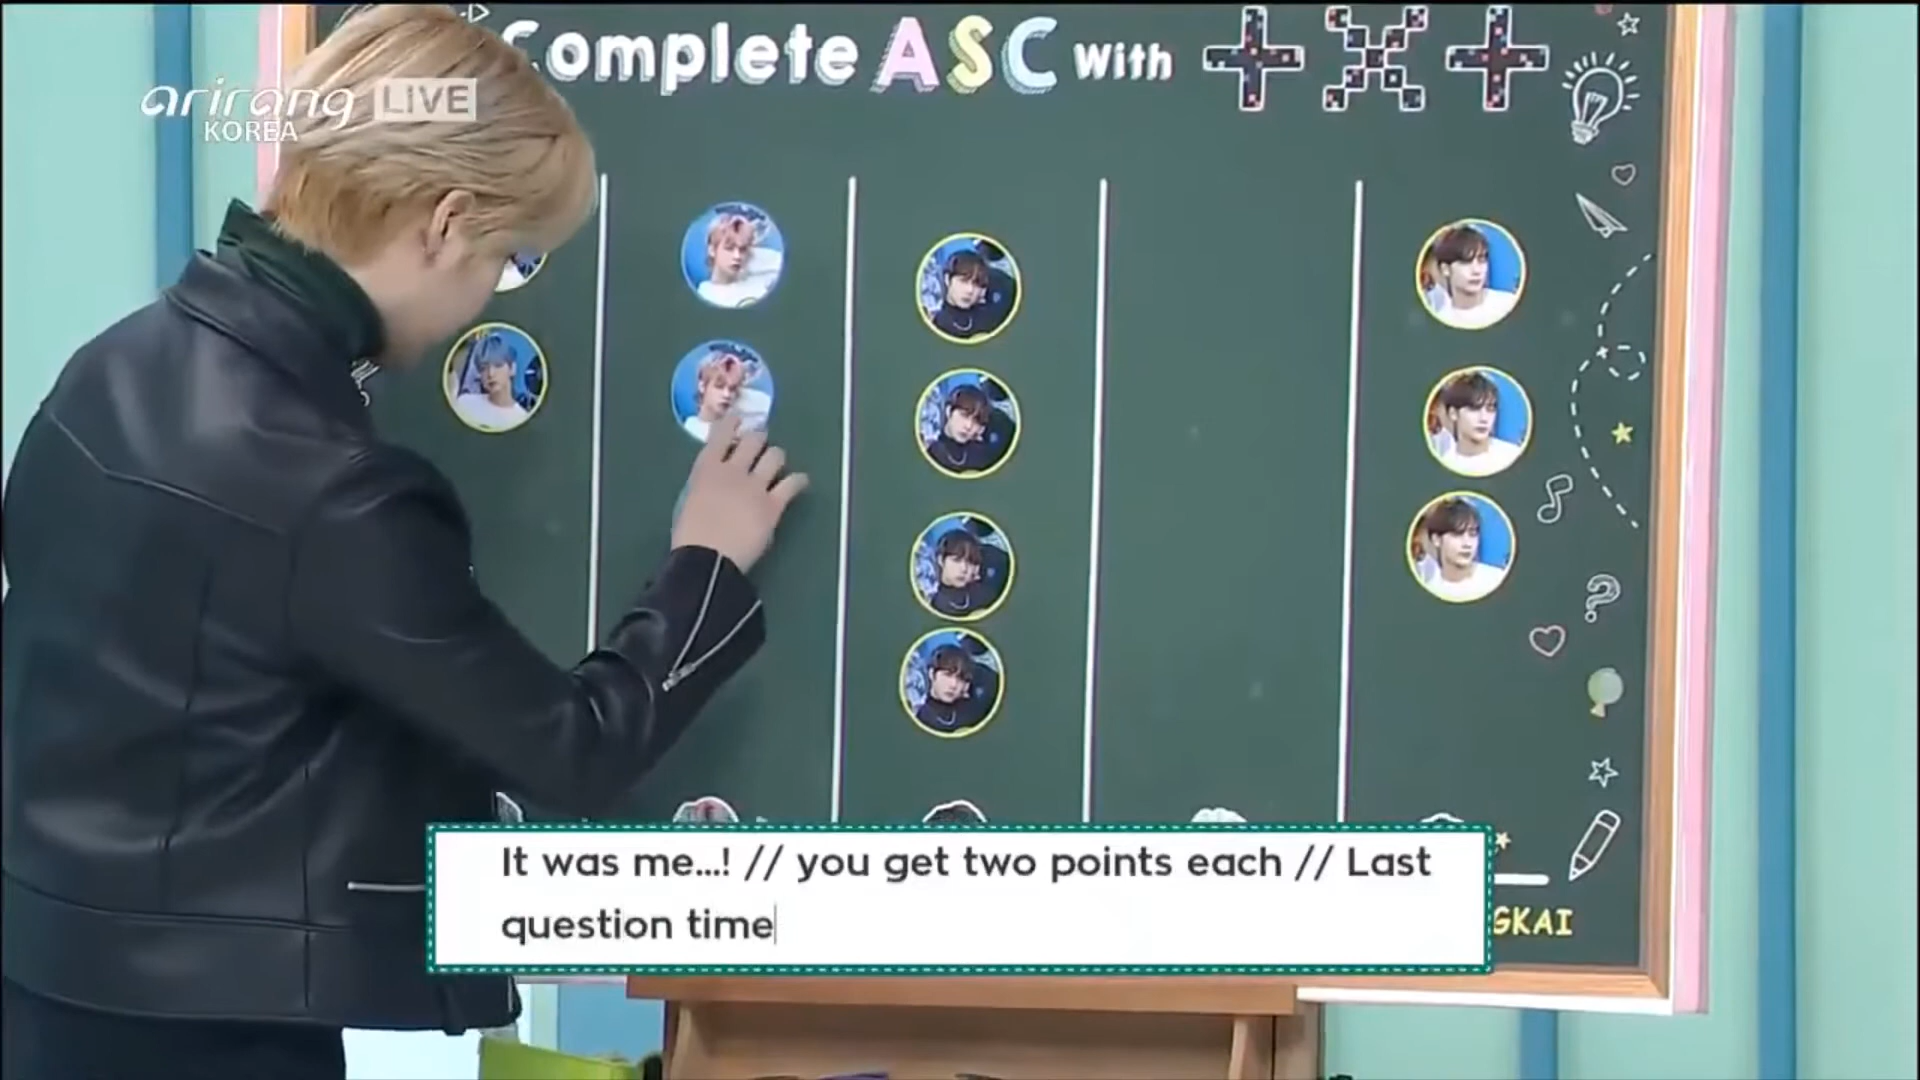 Complete ASC With
arirang LIVE
KOREA
It was me...! // you get two points each // Last
question time
GKAI